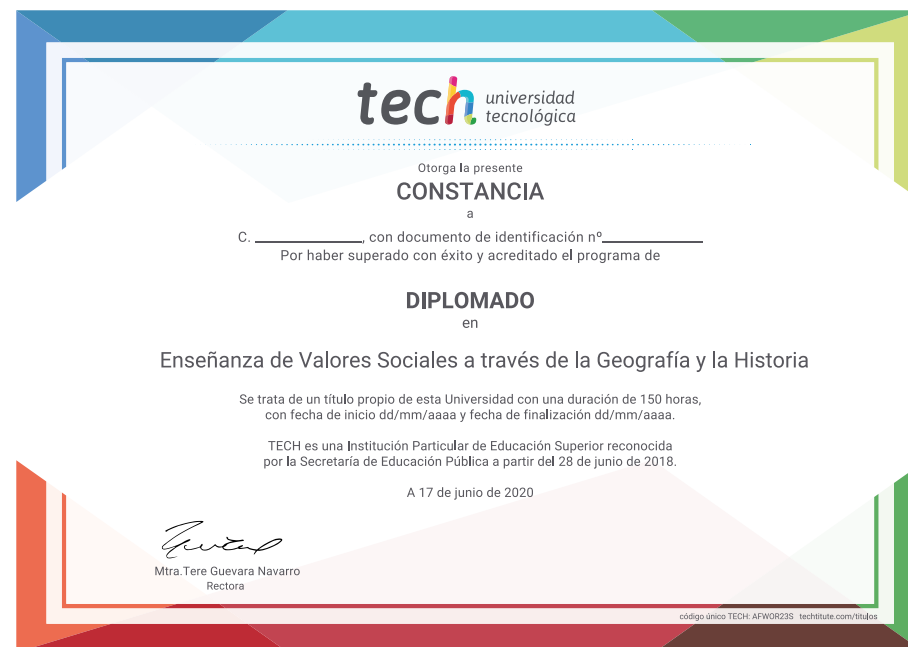 tech universidad
tecnológica
Otorga la presente
CONSTANCIA
a
C. ____________, con documento de identificación nº____________
Por haber superado con éxito y acreditado el programa de
DIPLOMADO
en
Enseñanza de Valores Sociales a través de la Geografía y la Historia
Se trata de un título propio de esta Universidad con una duración de 150 horas,
con fecha de inicio dd/mm/aaaa y fecha de finalización dd/mm/aaaa.
TECH es una Institución Particular de Educación Superior reconocida
por la Secretaría de Educación Pública a partir del 28 de junio de 2018.
A 17 de junio de 2020
Mtra.Tere Guevara Navarro
Rectora
código único TECH: AFWOR23S techtitute.com/titulos